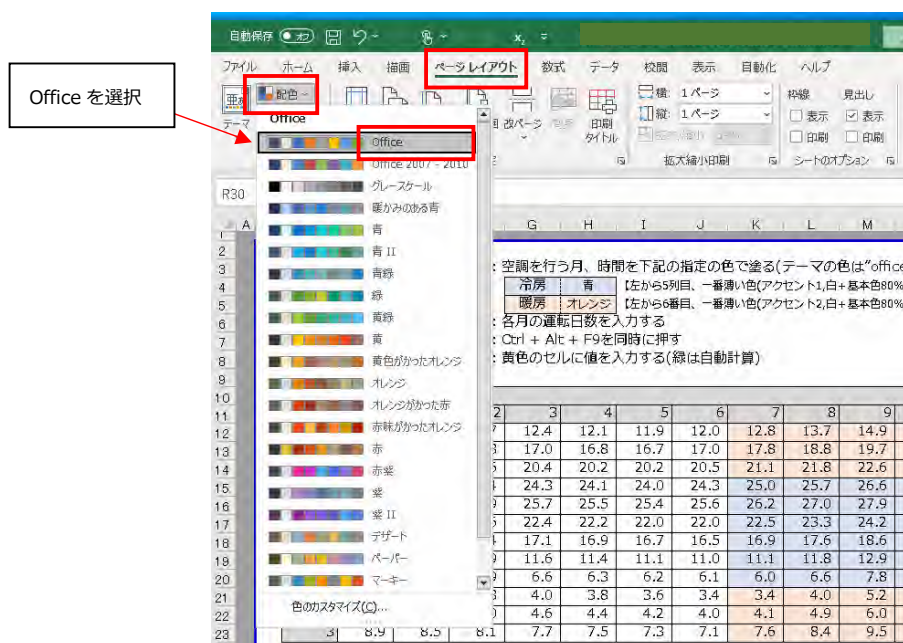 自動保存 オフ
ファイル ホーム 挿入 描画 ページ レイアウト 数式 データ 校閲 表示 自動化 ヘルプ
Office を選択
配色
横: 1 ページ 枠線 見出し
テーマ 改ページ 印刷タイトル 縦: 1 ページ 表示 表示
印刷 印刷
拡大縮小印刷 シートのオプション
Office
Office
Office 2007 - 2010
グレースケール
暖かみのある青
青
青 II
青緑
緑
黄緑
黄
黄色がかったオレンジ
オレンジ
オレンジがかった赤
赤味がかったオレンジ
赤
赤紫
紫
紫 II
デザート
ペーパー
マーキー
色のカスタマイズ(C)...
R30
A G H I J K L M
1
2
3 : 空調を行う月、時間を下記の指定の色で塗る(テーマの色は"office
4 冷房 青 【左から5列目、一番薄い色(アクセント1,白+基本色80%
5 暖房 オレンジ 【左から6番目、一番薄い色(アクセント2,白+基本色80%
6 : 各月の運転日数を入力する
7 : Ctrl + Alt + F9を同時に押す
8 : 黄色のセルに値を入力する(緑は自動計算)
9
10
11 2 3 4 5 6 7 8 9
12 12.4 12.1 11.9 12.0 12.8 13.7 14.9
13 17.0 16.8 16.7 17.0 17.8 18.8 19.7
14 20.4 20.2 20.2 20.5 21.1 21.8 22.6
15 24.3 24.1 24.0 24.3 25.0 25.7 26.6
16 25.7 25.5 25.4 25.6 26.2 27.0 27.9
17 22.4 22.2 22.0 22.0 22.5 23.3 24.2
18 17.1 16.9 16.7 16.5 16.9 17.6 18.6
19 11.6 11.4 11.1 11.0 11.1 11.8 12.9
20 6.6 6.3 6.2 6.1 6.0 6.6 7.8
21 4.0 3.8 3.6 3.4 3.4 4.0 5.2
22 4.6 4.4 4.2 4.0 4.1 4.9 6.0
23 3 8.9 8.5 8.1 7.7 7.5 7.3 7.1 7.6 8.4 9.5